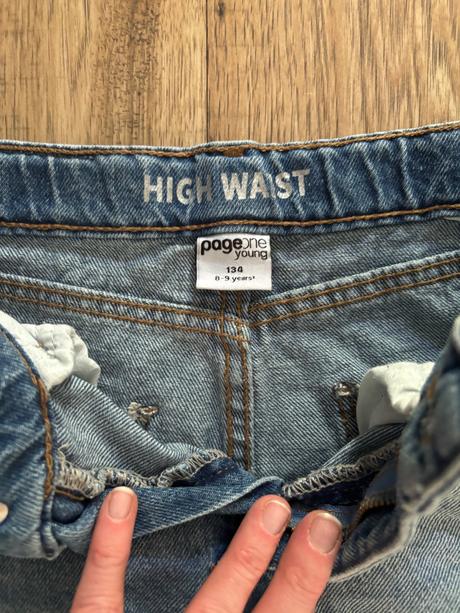 HIGH WAIST
pageone
young
134
8-9 years